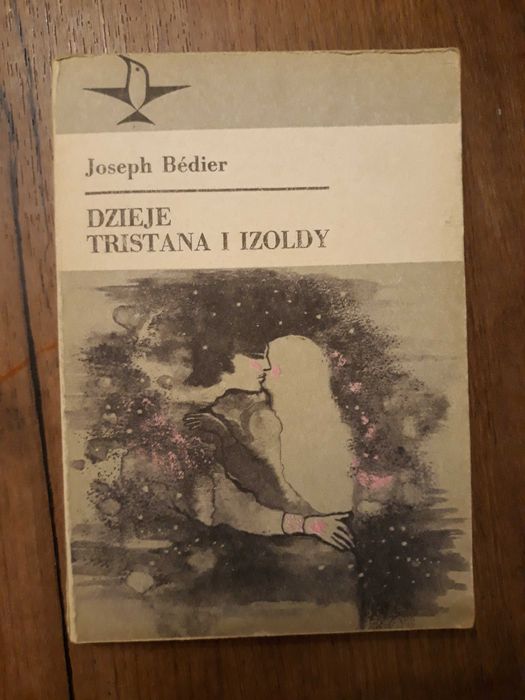 Joseph Bédier
DZIEJE
TRISTANA I IZOLDY